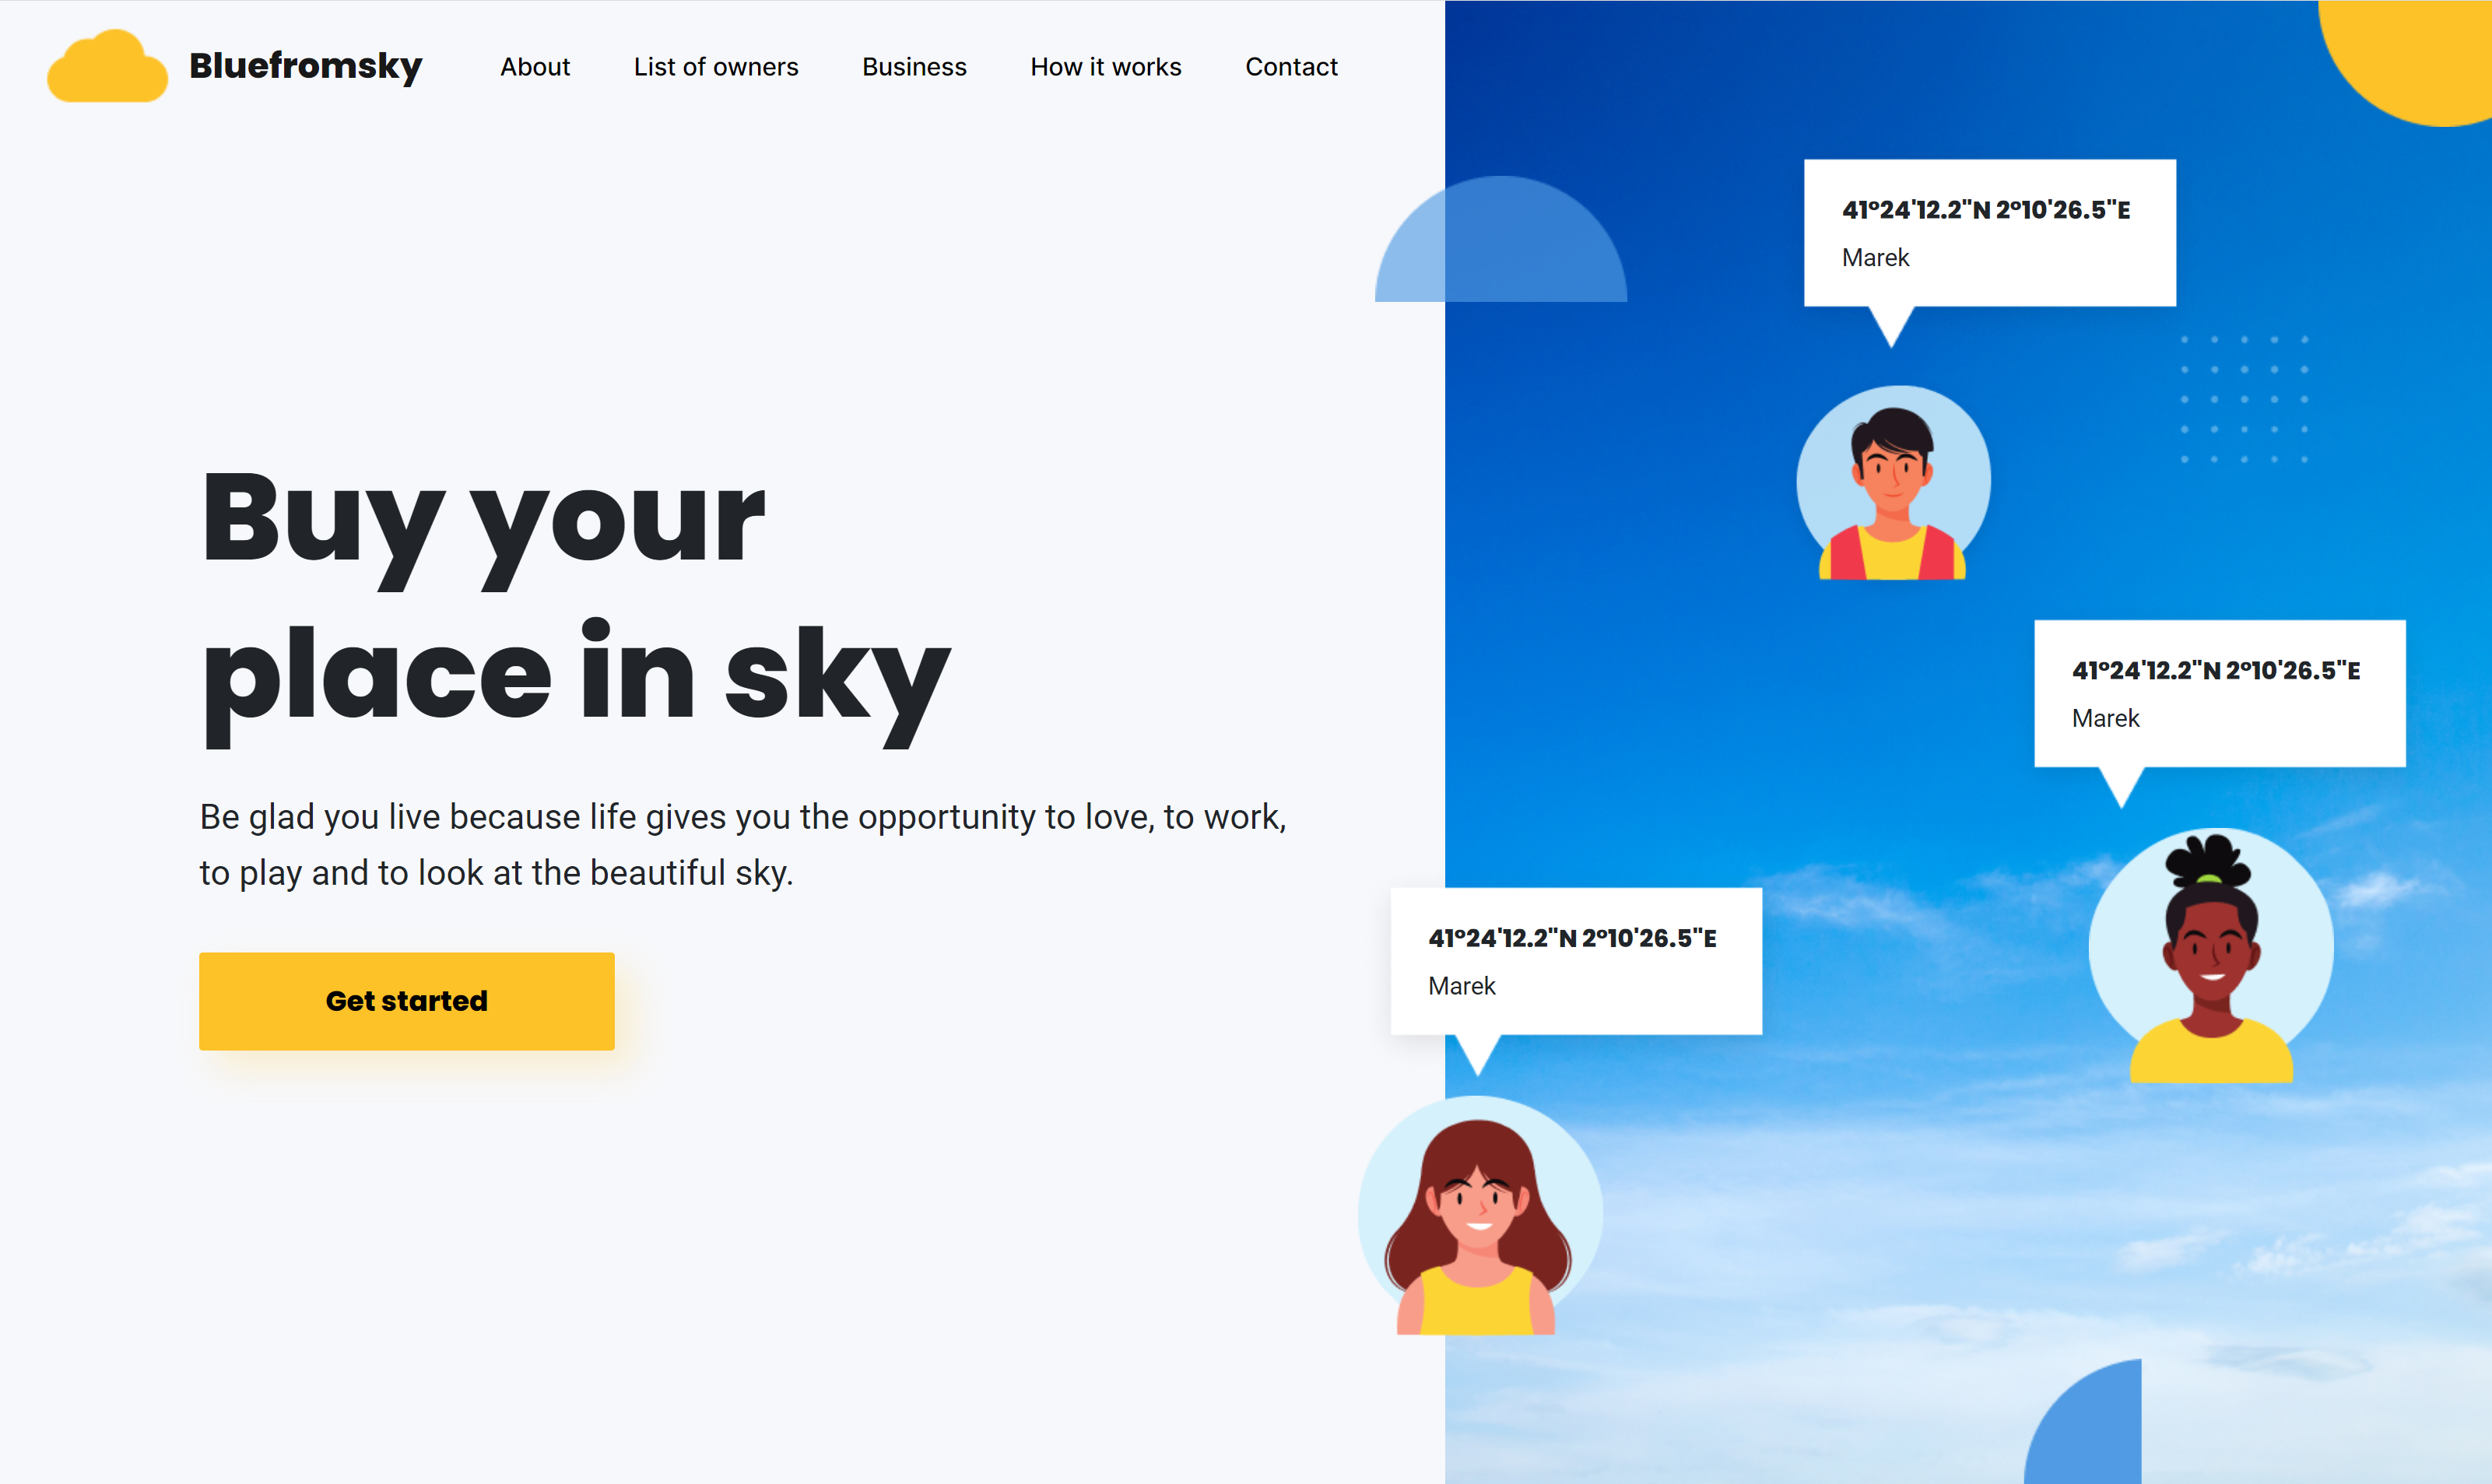 Bluefromsky
About
List of owners
Business
How it works
Contact
41°24'12.2"N 2°10'26.5"E
Marek
Buy your
place in sky
Be glad you live because life gives you the opportunity to love, to work,
to play and to look at the beautiful sky.
Get started
41°24'12.2"N 2°10'26.5"E
Marek
41°24'12.2"N 2°10'26.5"E
Marek